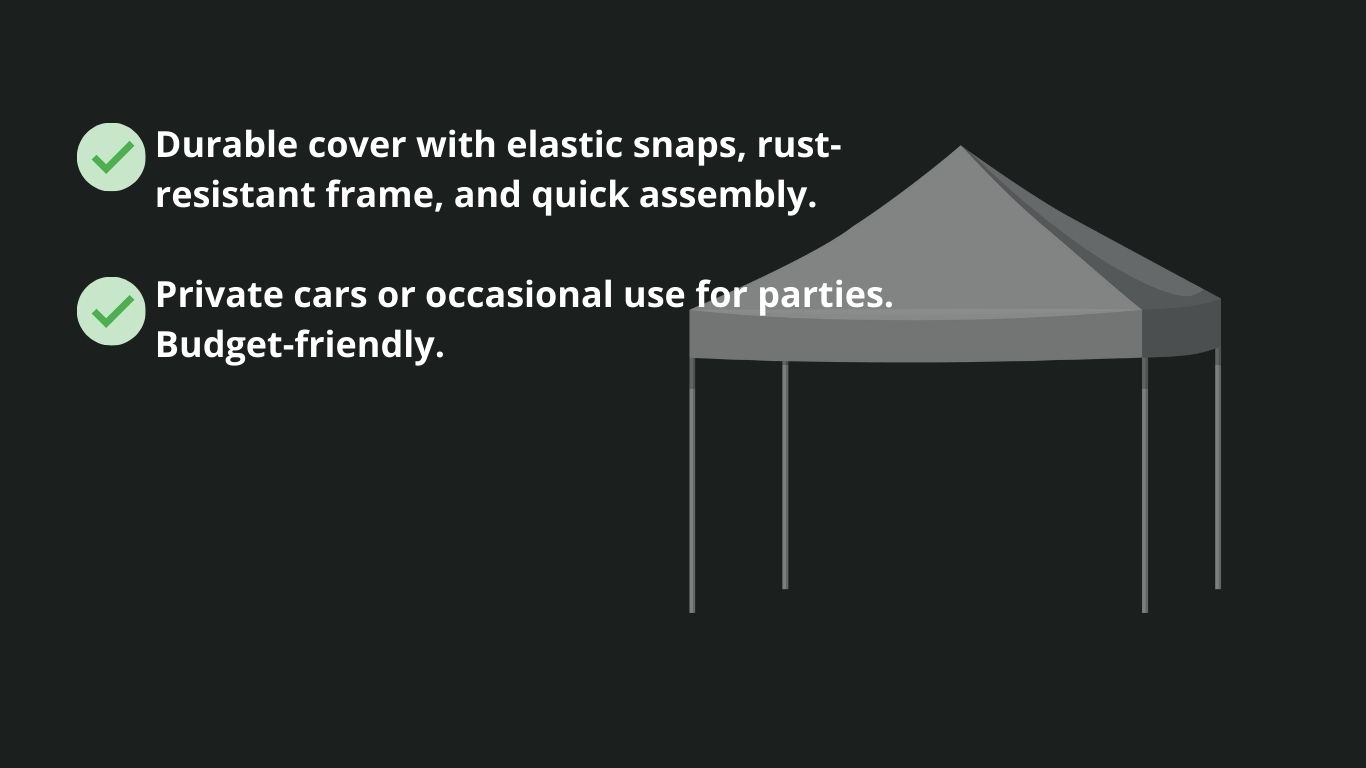 Durable cover with elastic snaps, rust-
resistant frame, and quick assembly.
Private cars or occasional use for parties.
Budget-friendly.